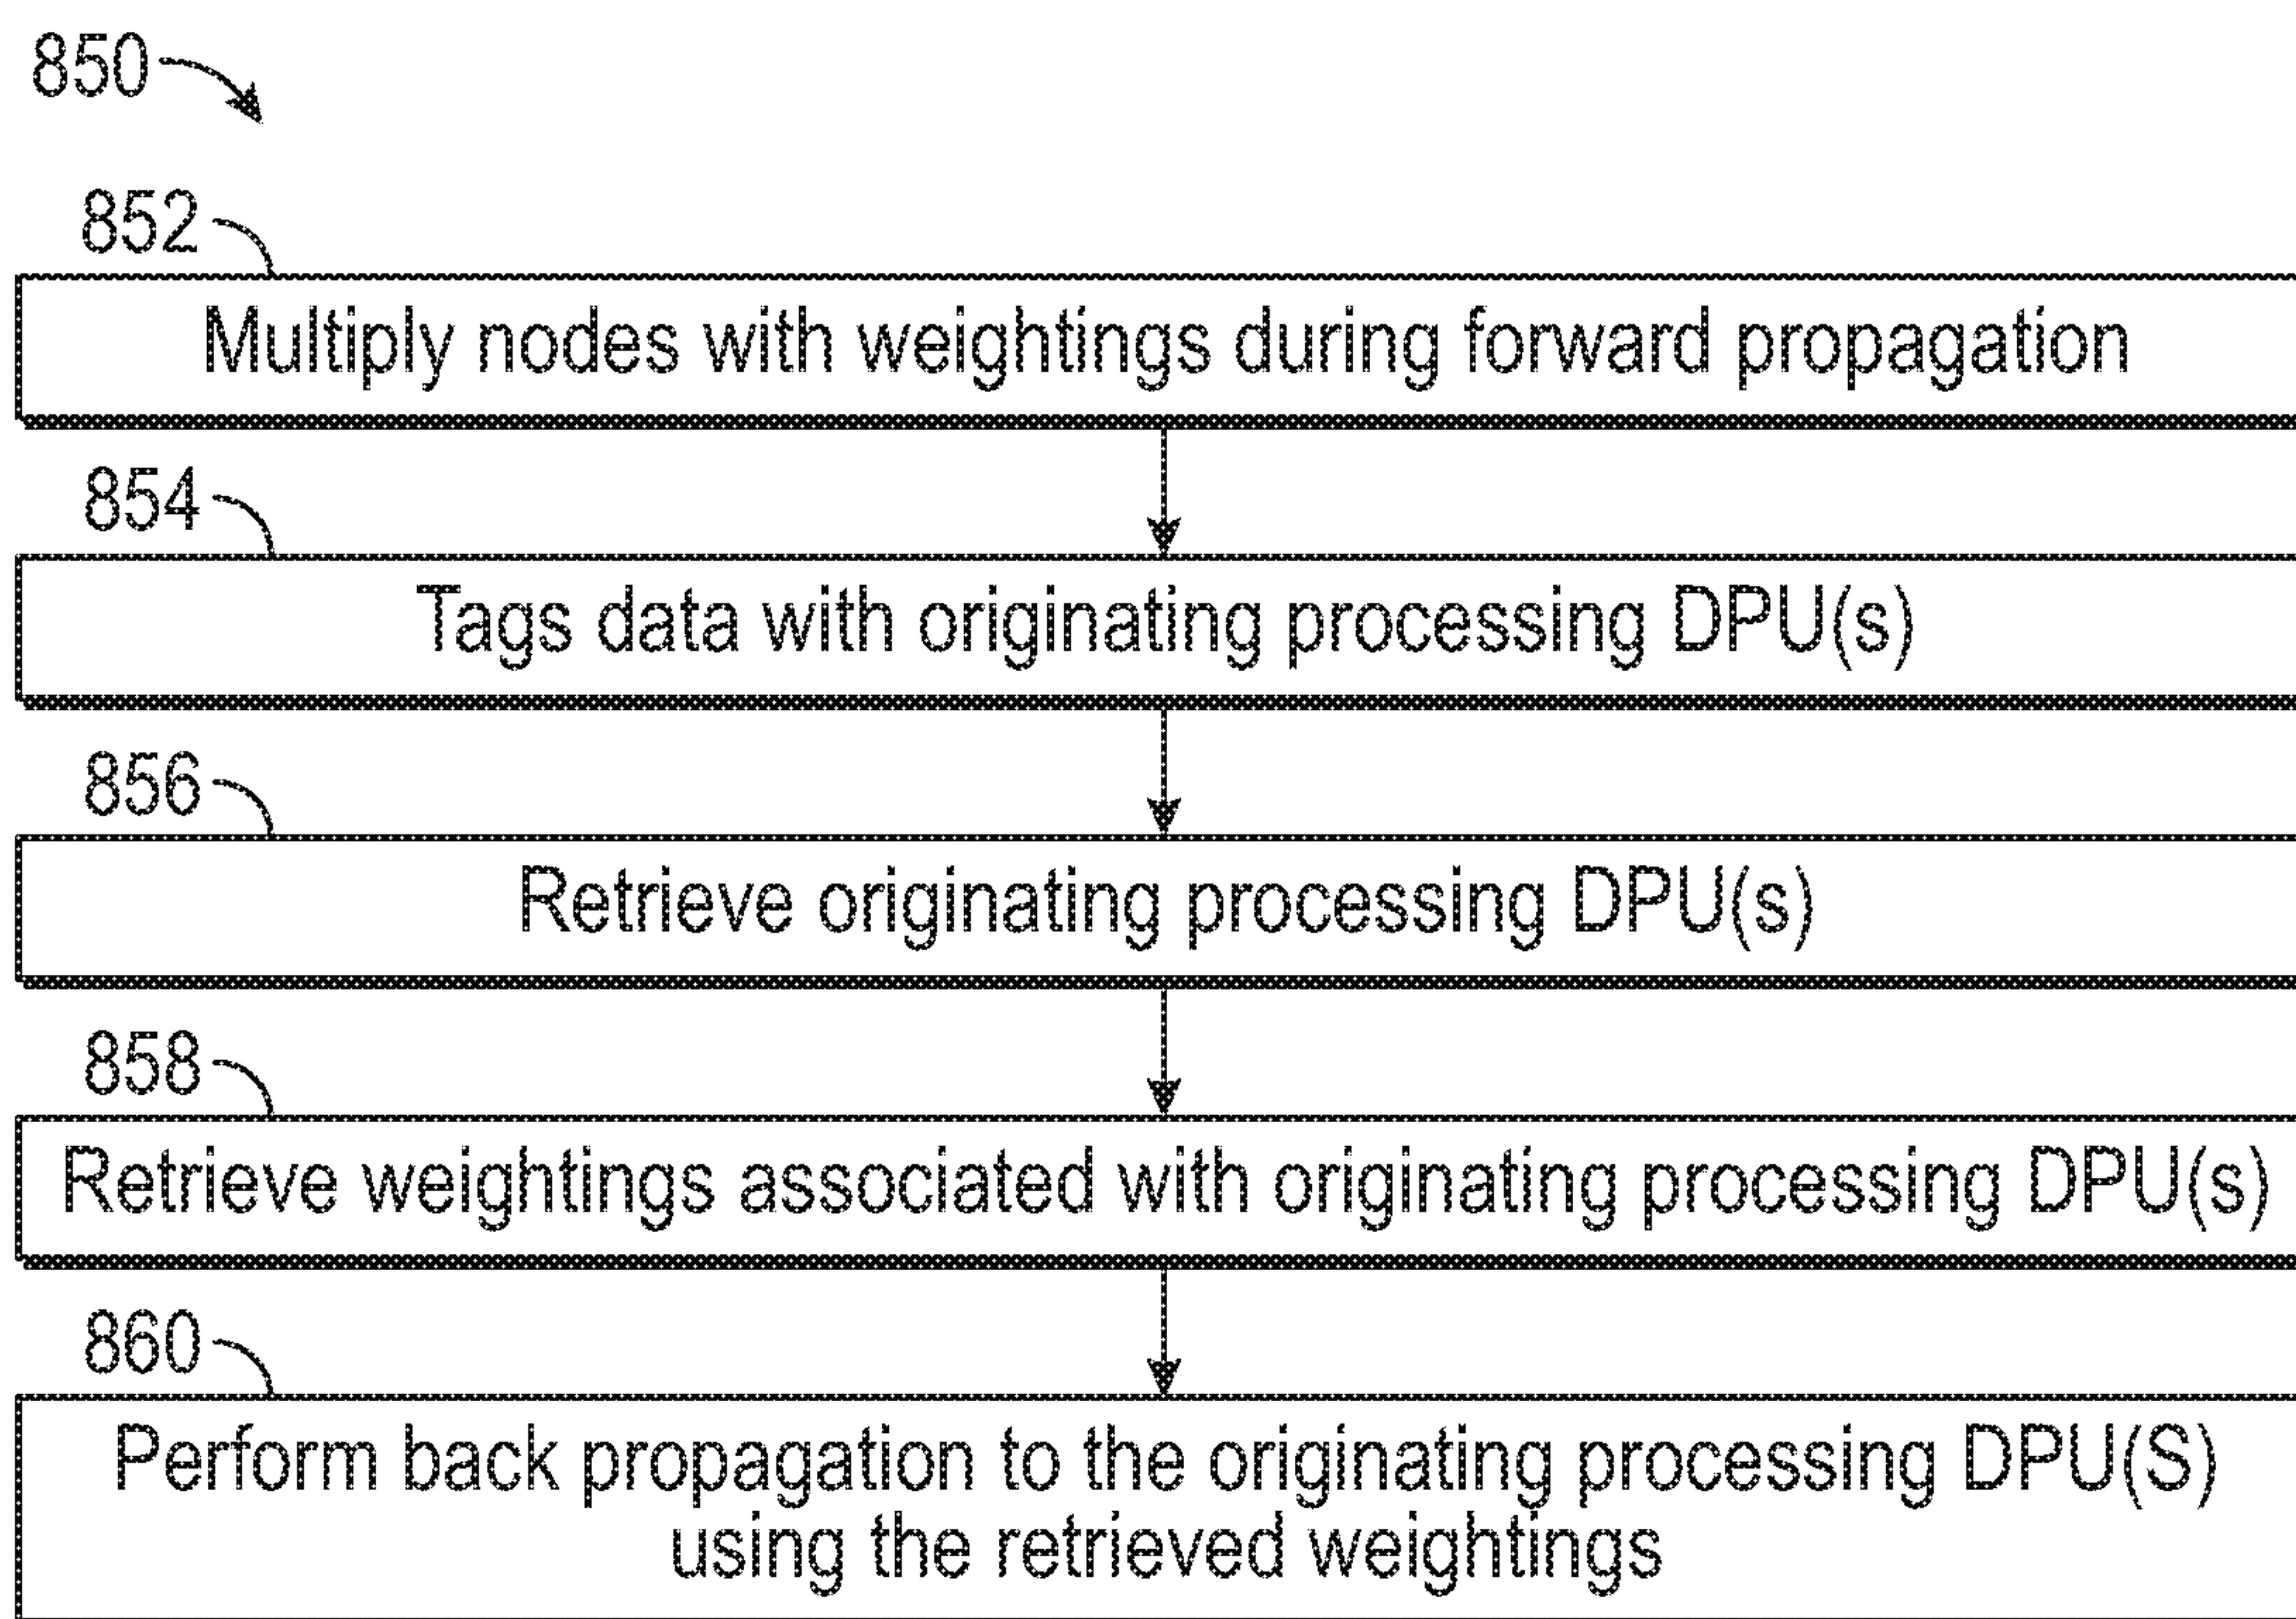 850
852
Multiply nodes with weightings during forward propagation
854
Tags data with originating processing DPU(s)
856
Retrieve originating processing DPU(s)
858
Retrieve weightings associated with originating processing DPU(s)
860
Perform back propagation to the originating processing DPU(S)
using the retrieved weightings